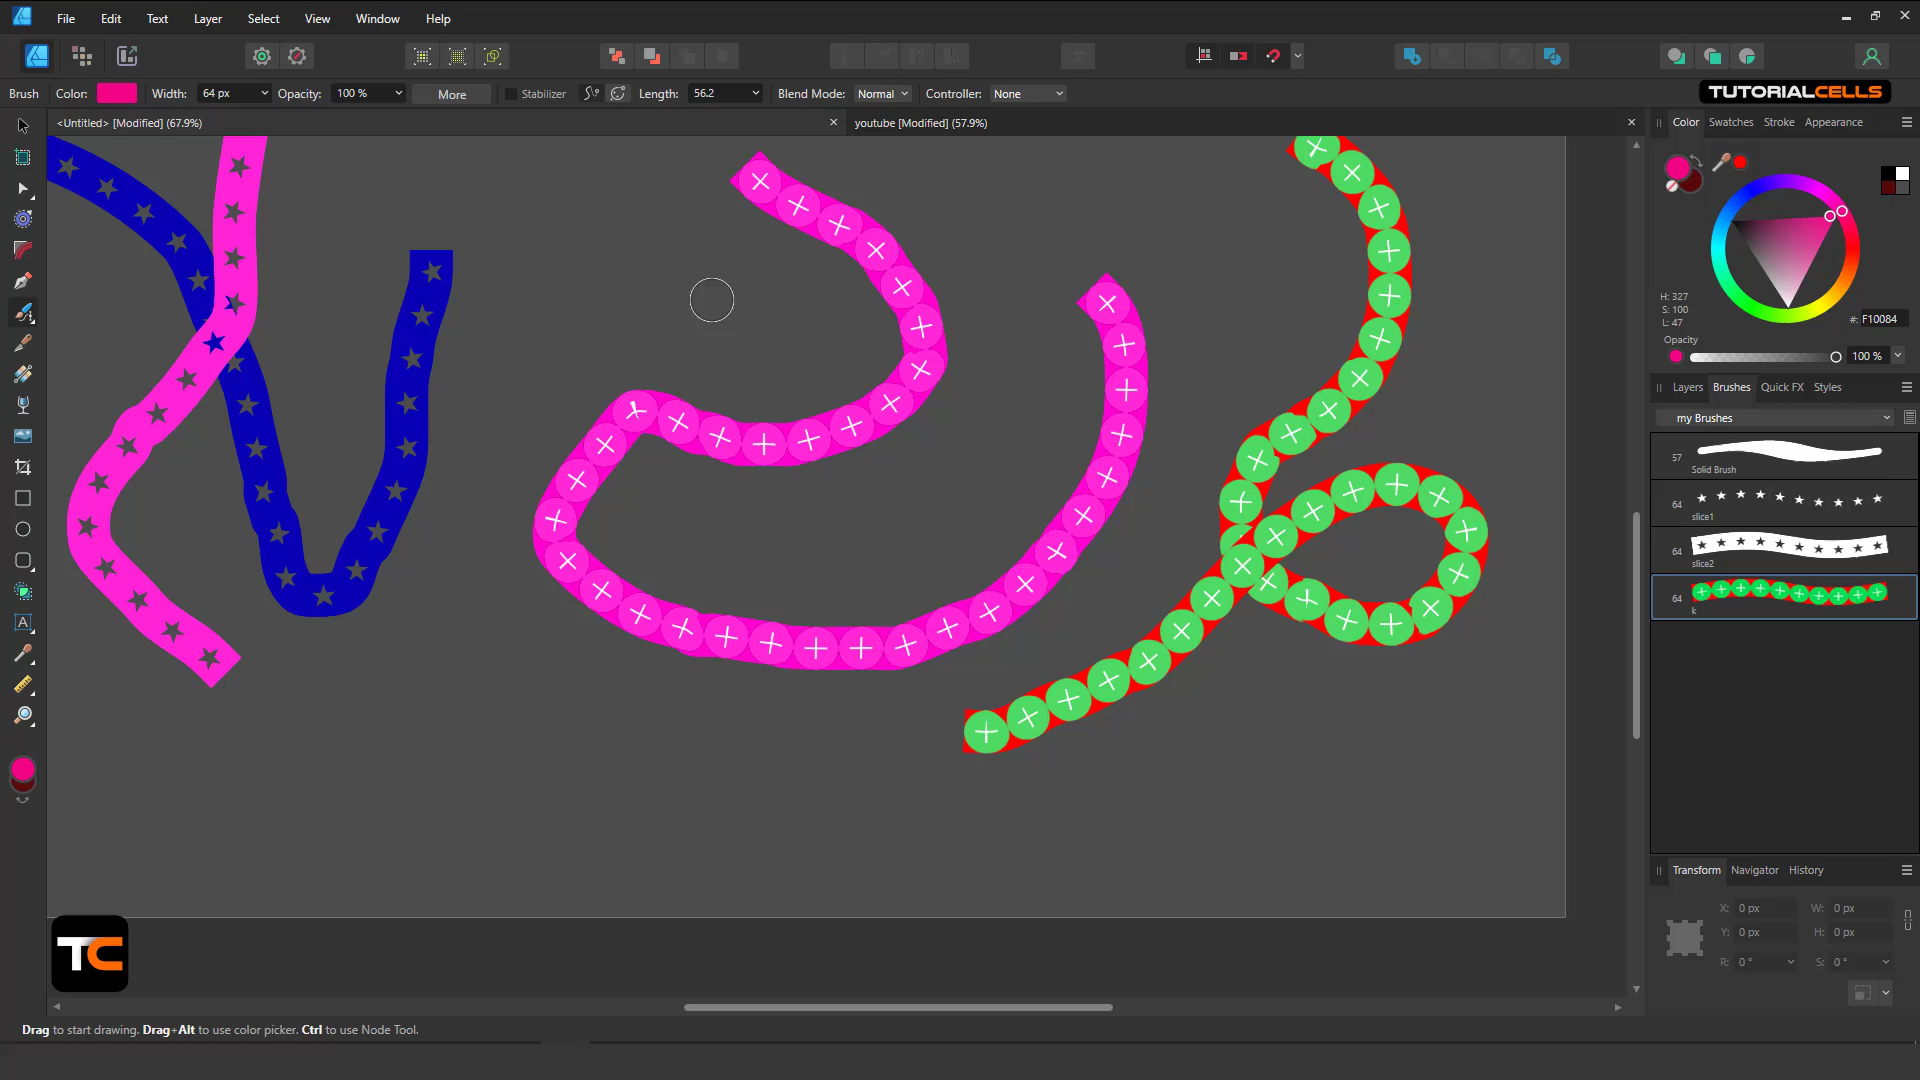 File Edit Text Layer Select View Window Help
Brush Color: Width: 64 px Opacity: 100 % More Stabilizer Length: 56.2 Blend Mode: Normal Controller: None
TUTORIALCELLS
<Untitled> [Modified] (67.9%) youtube [Modified] (57.9%)
Color Swatches Stroke Appearance
H: 327
S: 100
L: 47
#: F10084
Opacity
100 %
Layers Brushes Quick FX Styles
my Brushes
57 Solid Brush
64 slice1
64 slice2
64 k
Transform Navigator History
X: 0 px W: 0 px
Y: 0 px H: 0 px
R: 0 ° S: 0 °
TC
Drag to start drawing. Drag+Alt to use color picker. Ctrl to use Node Tool.